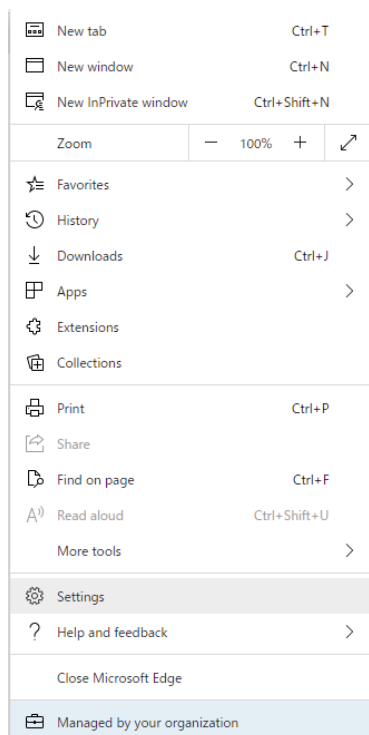 New tab Ctrl+T
New window Ctrl+N
New InPrivate window Ctrl+Shift+N
Zoom — 100% +
Favorites
History
Downloads Ctrl+J
Apps
Extensions
Collections
Print Ctrl+P
Share
Find on page Ctrl+F
Read aloud Ctrl+Shift+U
More tools
Settings
Help and feedback
Close Microsoft Edge
Managed by your organization